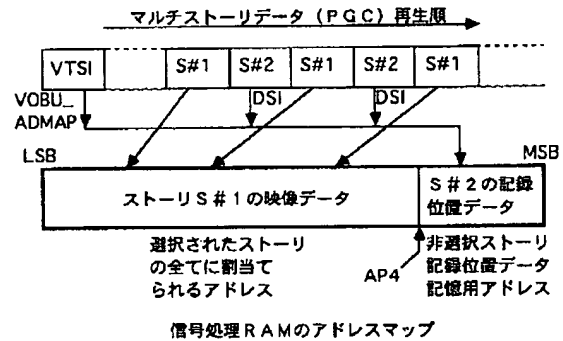 マルチストーリデータ（PGC）再生順
VTSI S#1 S#2 S#1 S#2 S#1
VOBU_ DSI DSI
ADMAP
LSB MSB
ストーリS#1の映像データ
S#2の記録
位置データ
選択されたストーリ
の全てに割当て
られるアドレス
AP4
非選択ストーリ
記録位置データ
記憶用アドレス
信号処理RAMのアドレスマップ